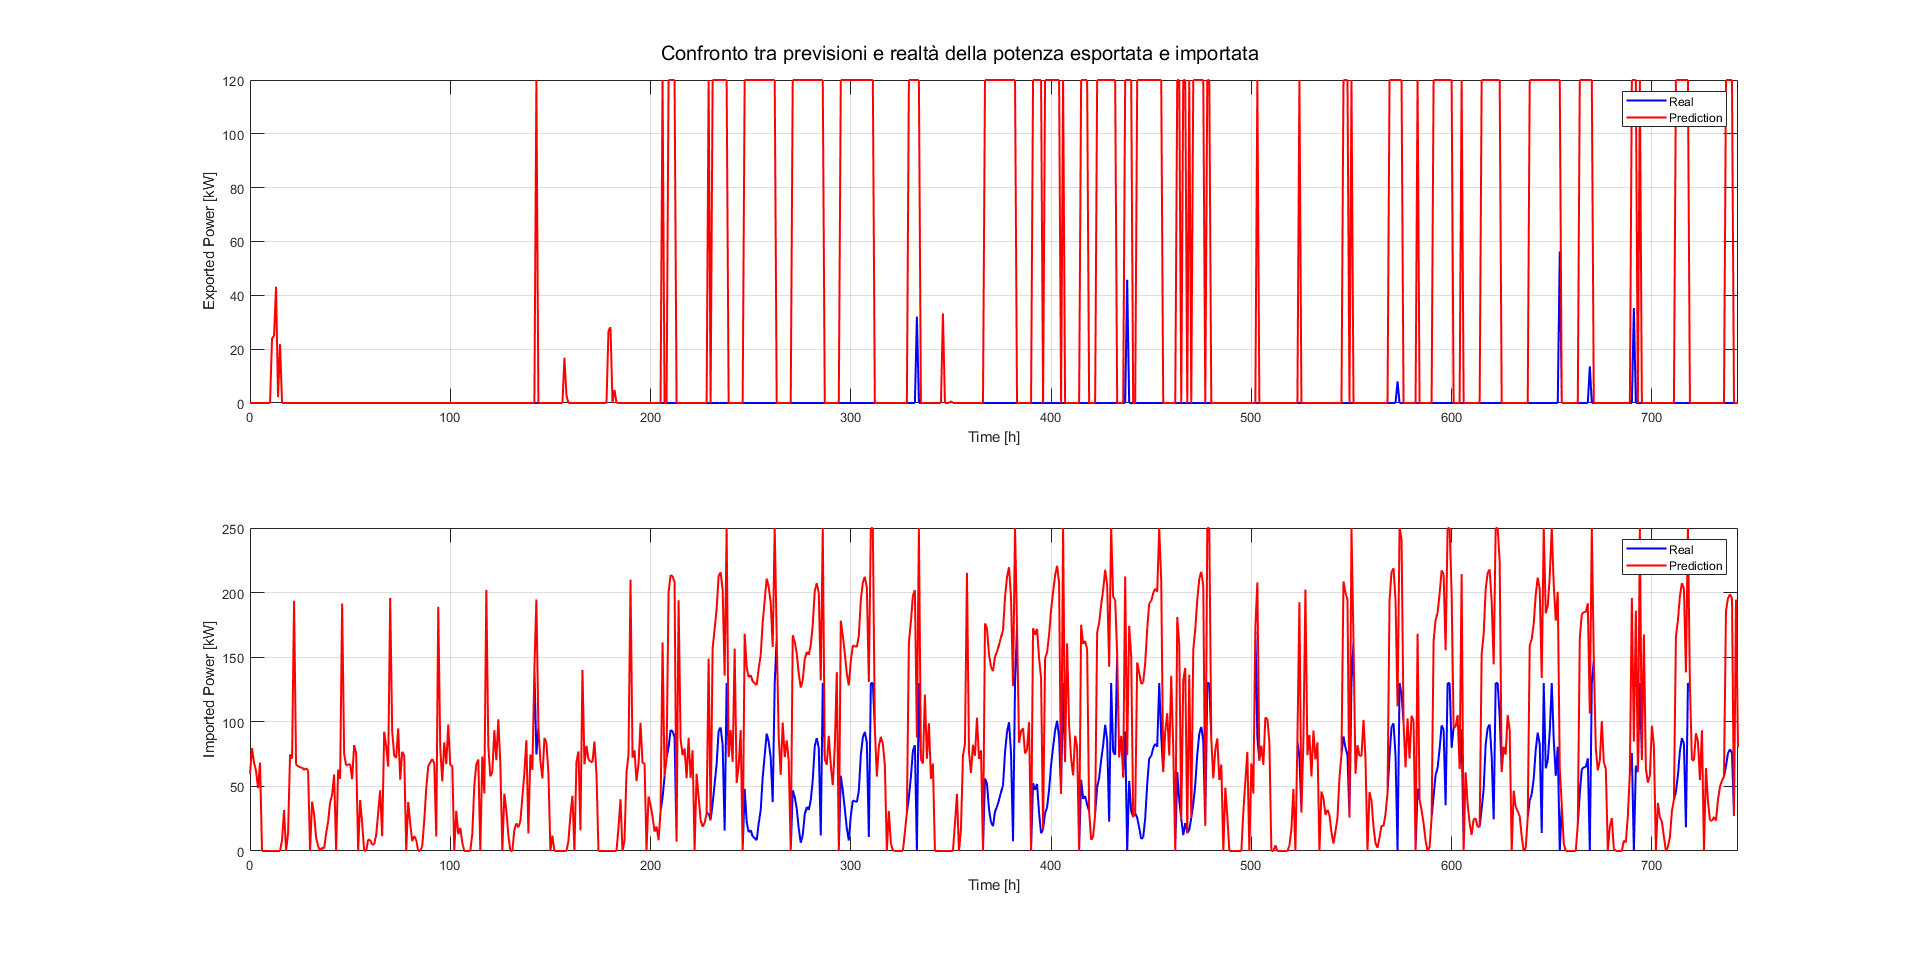 Confronto tra previsioni e realtà della potenza esportata e importata
120
100
80
60
40
20
0
Exported Power [kW]
Real
Prediction
0 100 200 300 400 500 600 700
Time [h]
250
200
150
100
50
0
Imported Power [kW]
Real
Prediction
0 100 200 300 400 500 600 700
Time [h]